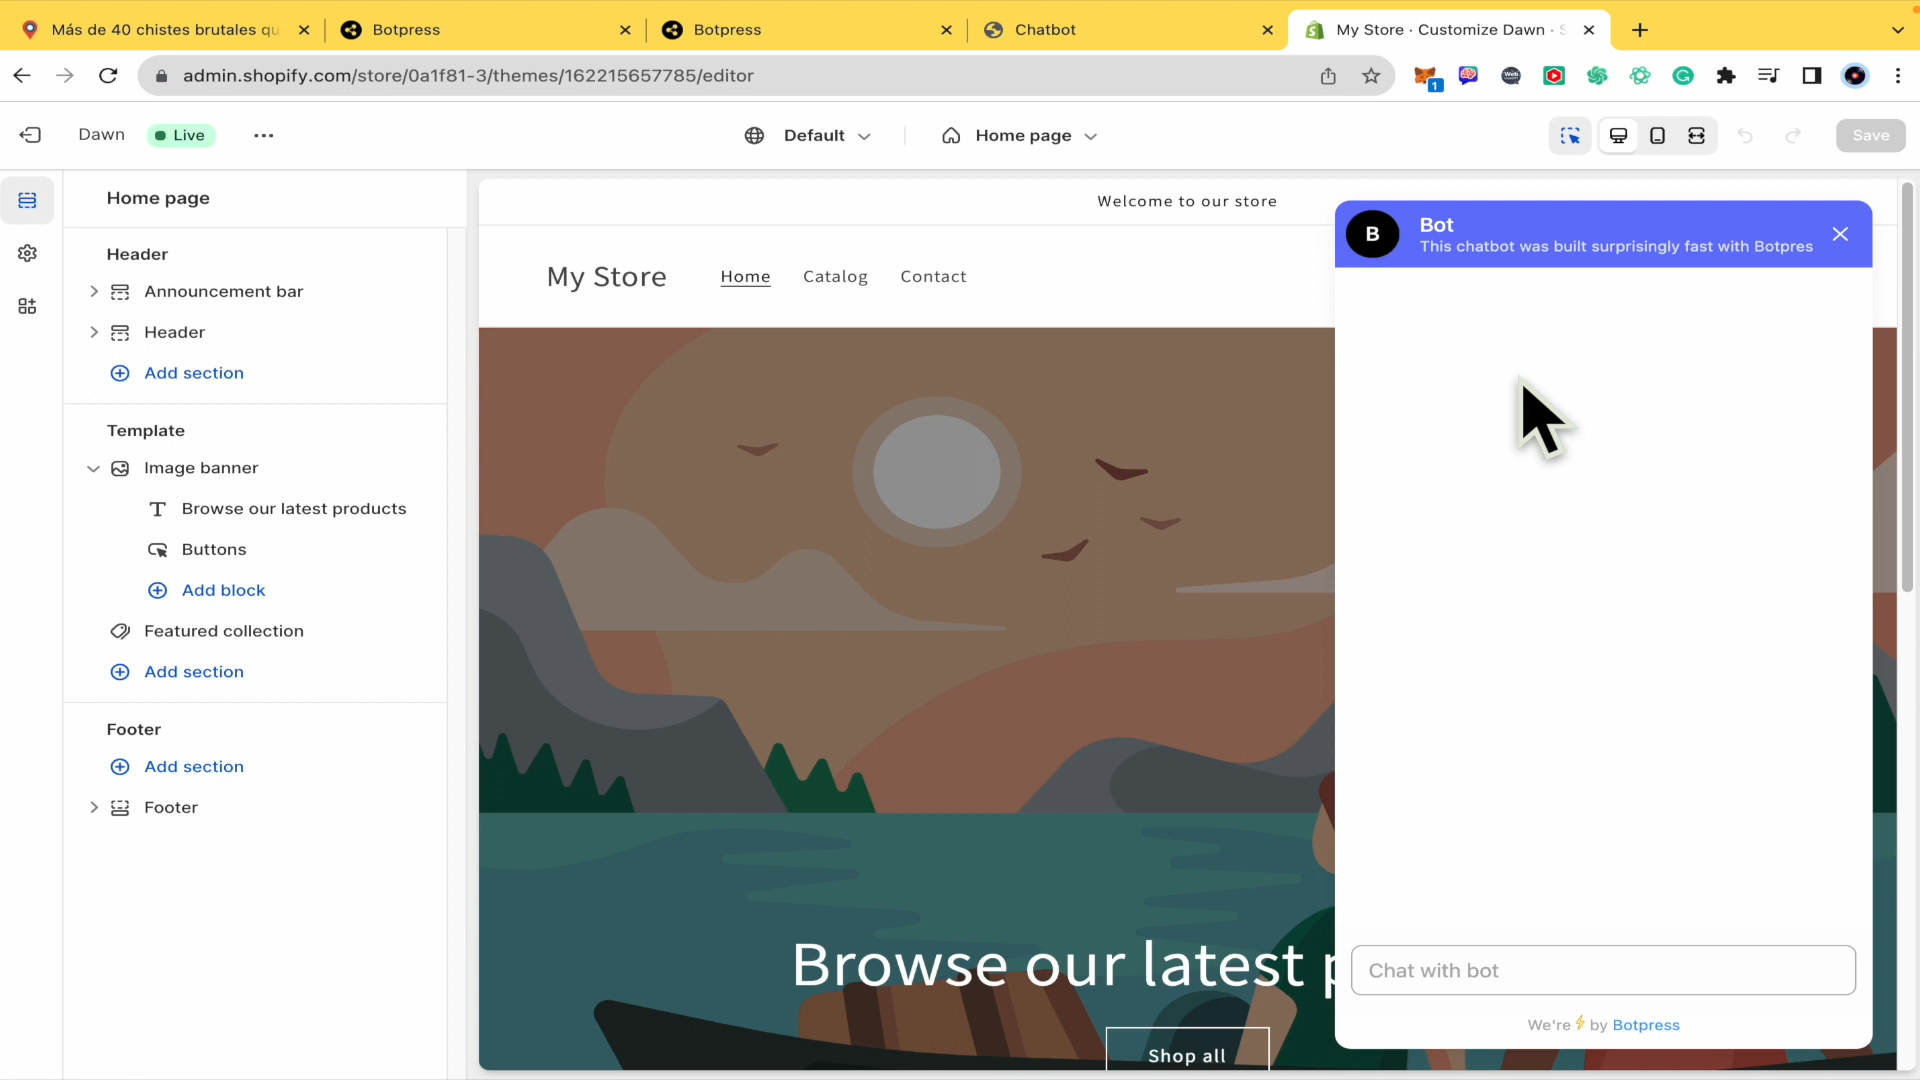 Más de 40 chistes brutales qu
Botpress
Botpress
Chatbot
My Store · Customize Dawn · S
admin.shopify.com/store/0a1f81-3/themes/162215657785/editor
1
Dawn
Live
Default
Home page
Save
Home page
Header
Announcement bar
Header
Add section
Template
Image banner
Browse our latest products
Buttons
Add block
Featured collection
Add section
Footer
Add section
Footer
Welcome to our store
My Store
Home
Catalog
Contact
Browse our latest p
Shop all
B
Bot
This chatbot was built surprisingly fast with Botpres
Chat with bot
We're⚡by Botpress